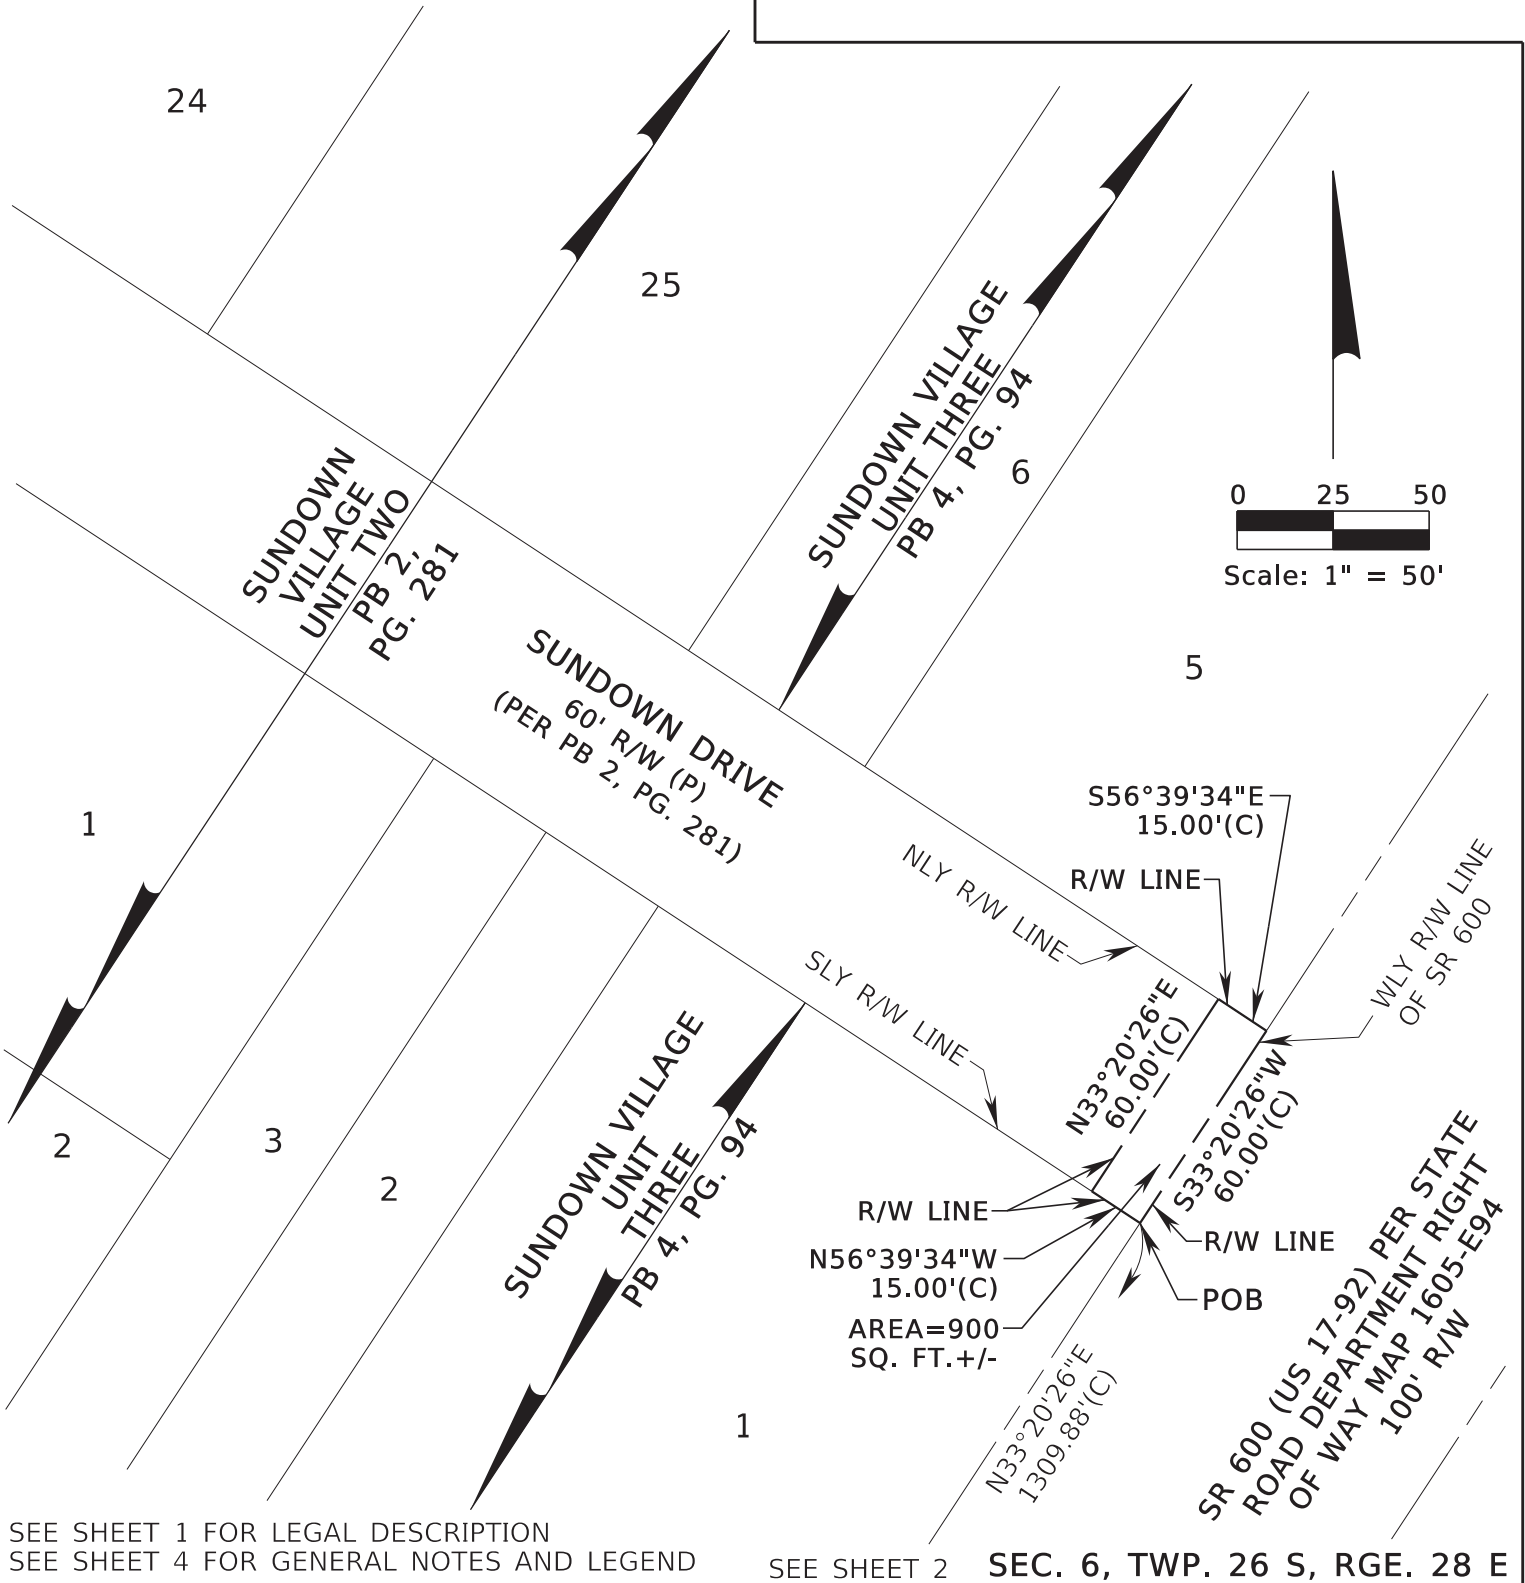 24
25
SUNDOWN VILLAGE
UNIT THREE
PB 4, PG. 94
6
0 25 50
Scale: 1" = 50'
SUNDOWN
VILLAGE
UNIT TWO
PB 2,
PG. 281
SUNDOWN DRIVE
60' R/W (P)
(PER PB 2, PG. 281)
5
1
S56°39'34"E
15.00'(C)
R/W LINE
NLY R/W LINE
WLY R/W LINE
OF SR 600
SLY R/W LINE
N33°20'26"E
60.00'(C)
S33°20'26"W
60.00'(C)
2
3
2
SUNDOWN VILLAGE
UNIT
THREE
PB 4, PG. 94
R/W LINE
N56°39'34"W
15.00'(C)
AREA=900
SQ. FT.+/-
R/W LINE
POB
N33°20'26"E
1309.88'(C)
SR 600 (US 17-92) PER STATE
ROAD DEPARTMENT RIGHT
OF WAY MAP 1605-E94
100' R/W
1
SEE SHEET 1 FOR LEGAL DESCRIPTION
SEE SHEET 4 FOR GENERAL NOTES AND LEGEND
SEE SHEET 2
SEC. 6, TWP. 26 S, RGE. 28 E